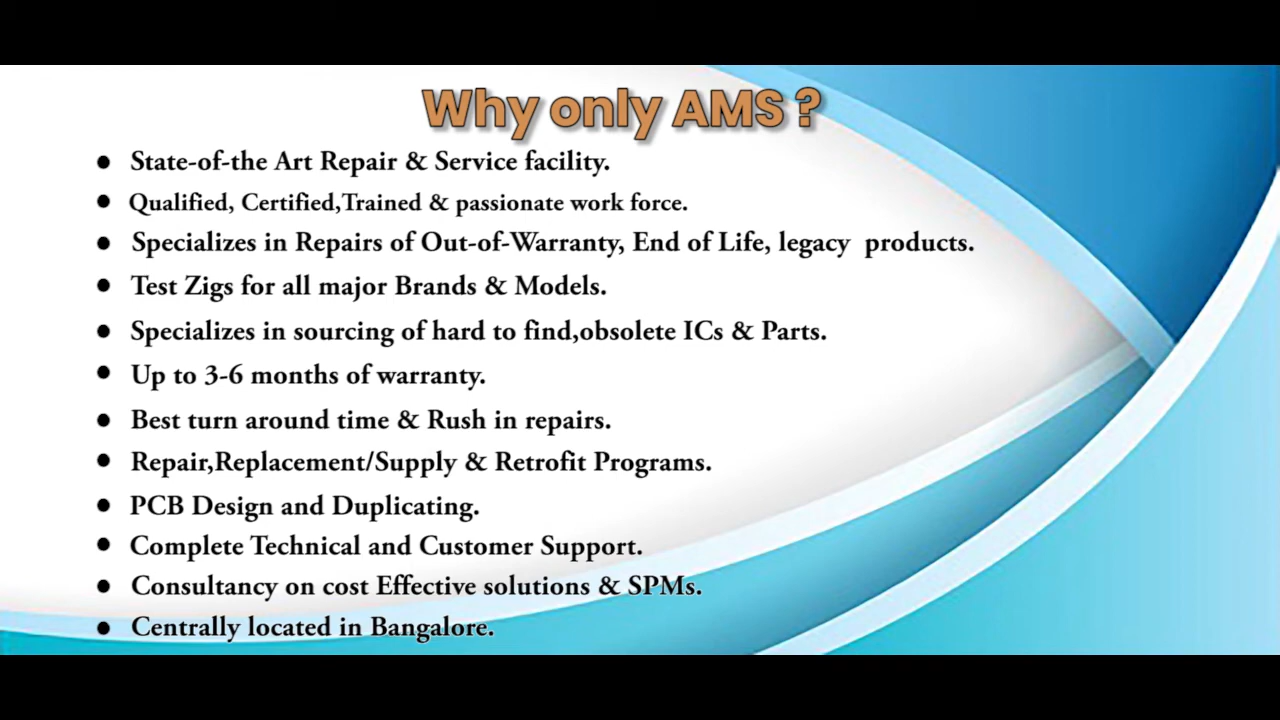 Why only AMS ?
● State-of-the Art Repair & Service facility.
● Qualified, Certified,Trained & passionate work force.
● Specializes in Repairs of Out-of-Warranty, End of Life, legacy  products.
● Test Zigs for all major Brands & Models.
● Specializes in sourcing of hard to find,obsolete ICs & Parts.
● Up to 3-6 months of warranty.
● Best turn around time & Rush in repairs.
● Repair,Replacement/Supply & Retrofit Programs.
● PCB Design and Duplicating.
● Complete Technical and Customer Support.
● Consultancy on cost Effective solutions & SPMs.
● Centrally located in Bangalore.